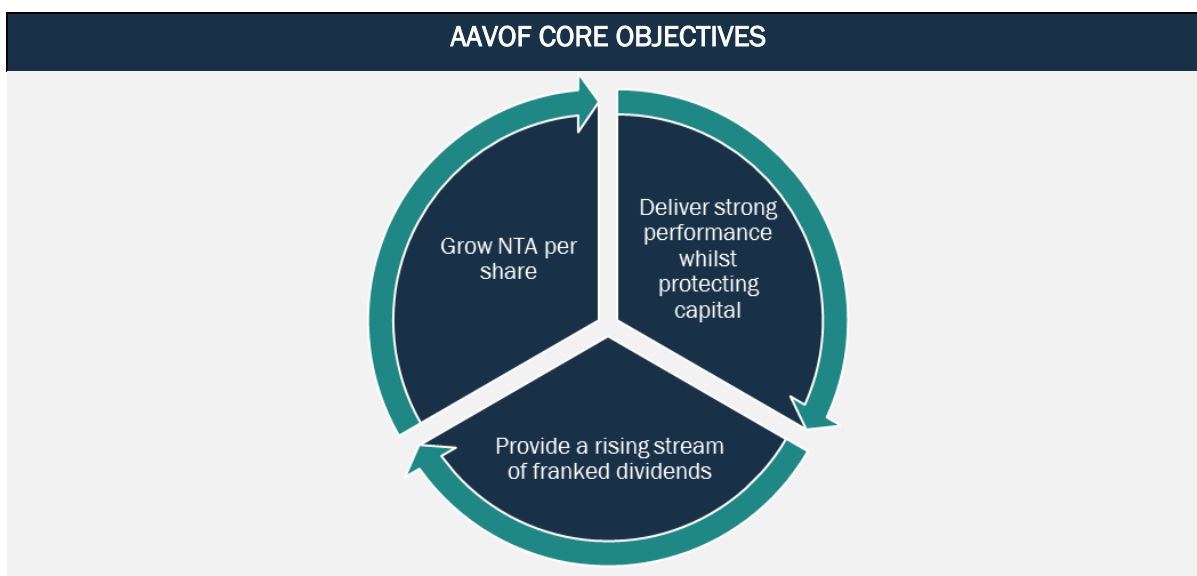 AAVOF CORE OBJECTIVES
Grow NTA per
share
Deliver strong
performance
whilst
protecting
capital
Provide a rising stream
of franked dividends